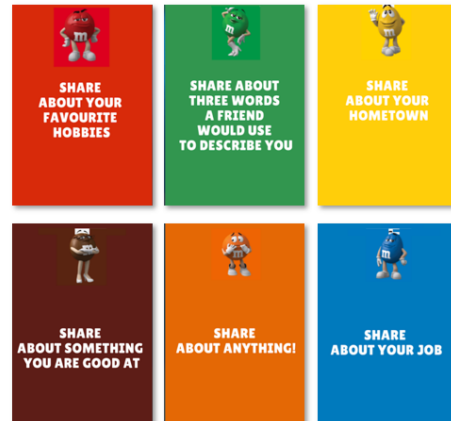 m
SHARE
ABOUT YOUR
FAVOURITE
HOBBIES
SHARE ABOUT
THREE WORDS
A FRIEND
WOULD USE
TO DESCRIBE YOU
SHARE
ABOUT YOUR
HOMETOWN
SHARE
ABOUT SOMETHING
YOU ARE GOOD AT
m
SHARE
ABOUT ANYTHING!
m
SHARE
ABOUT YOUR JOB